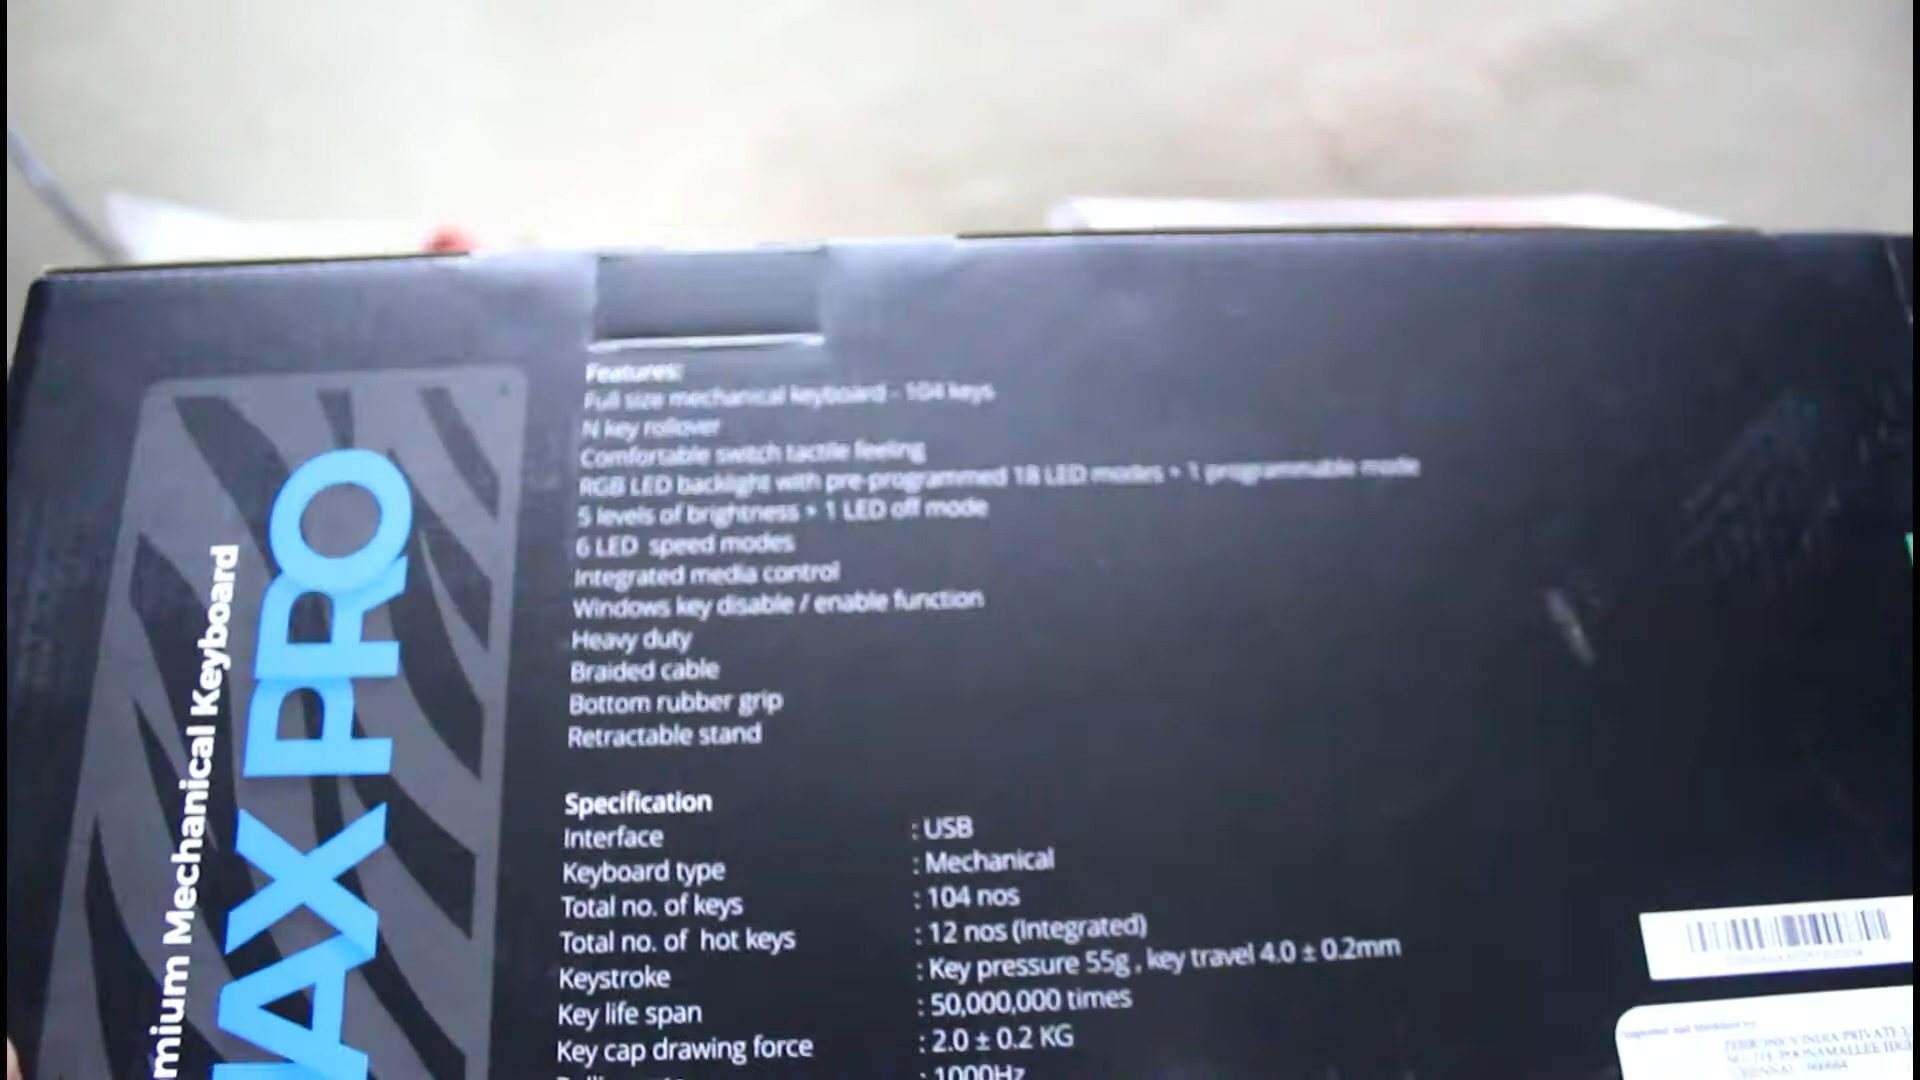 mium Mechanical Keyboard
MAX PRO
Features:
Full size mechanical keyboard - 104 keys
N key rollover
Comfortable switch tactile feeling
RGB LED backlight with pre-programmed 18 LED modes + 1 programmable mode
5 levels of brightness + 1 LED off mode
6 LED speed modes
Integrated media control
Windows key disable / enable function
Heavy duty
Braided cable
Bottom rubber grip
Retractable stand
Specification
Interface : USB
Keyboard type : Mechanical
Total no. of keys : 104 nos
Total no. of hot keys : 12 nos (Integrated)
Keystroke : Key pressure 55g , key travel 4.0 ± 0.2mm
Key life span : 50,000,000 times
Key cap drawing force : 2.0 ± 0.2 KG
: 1000Hz
INDIA PRIVATE
POONAMALLEE